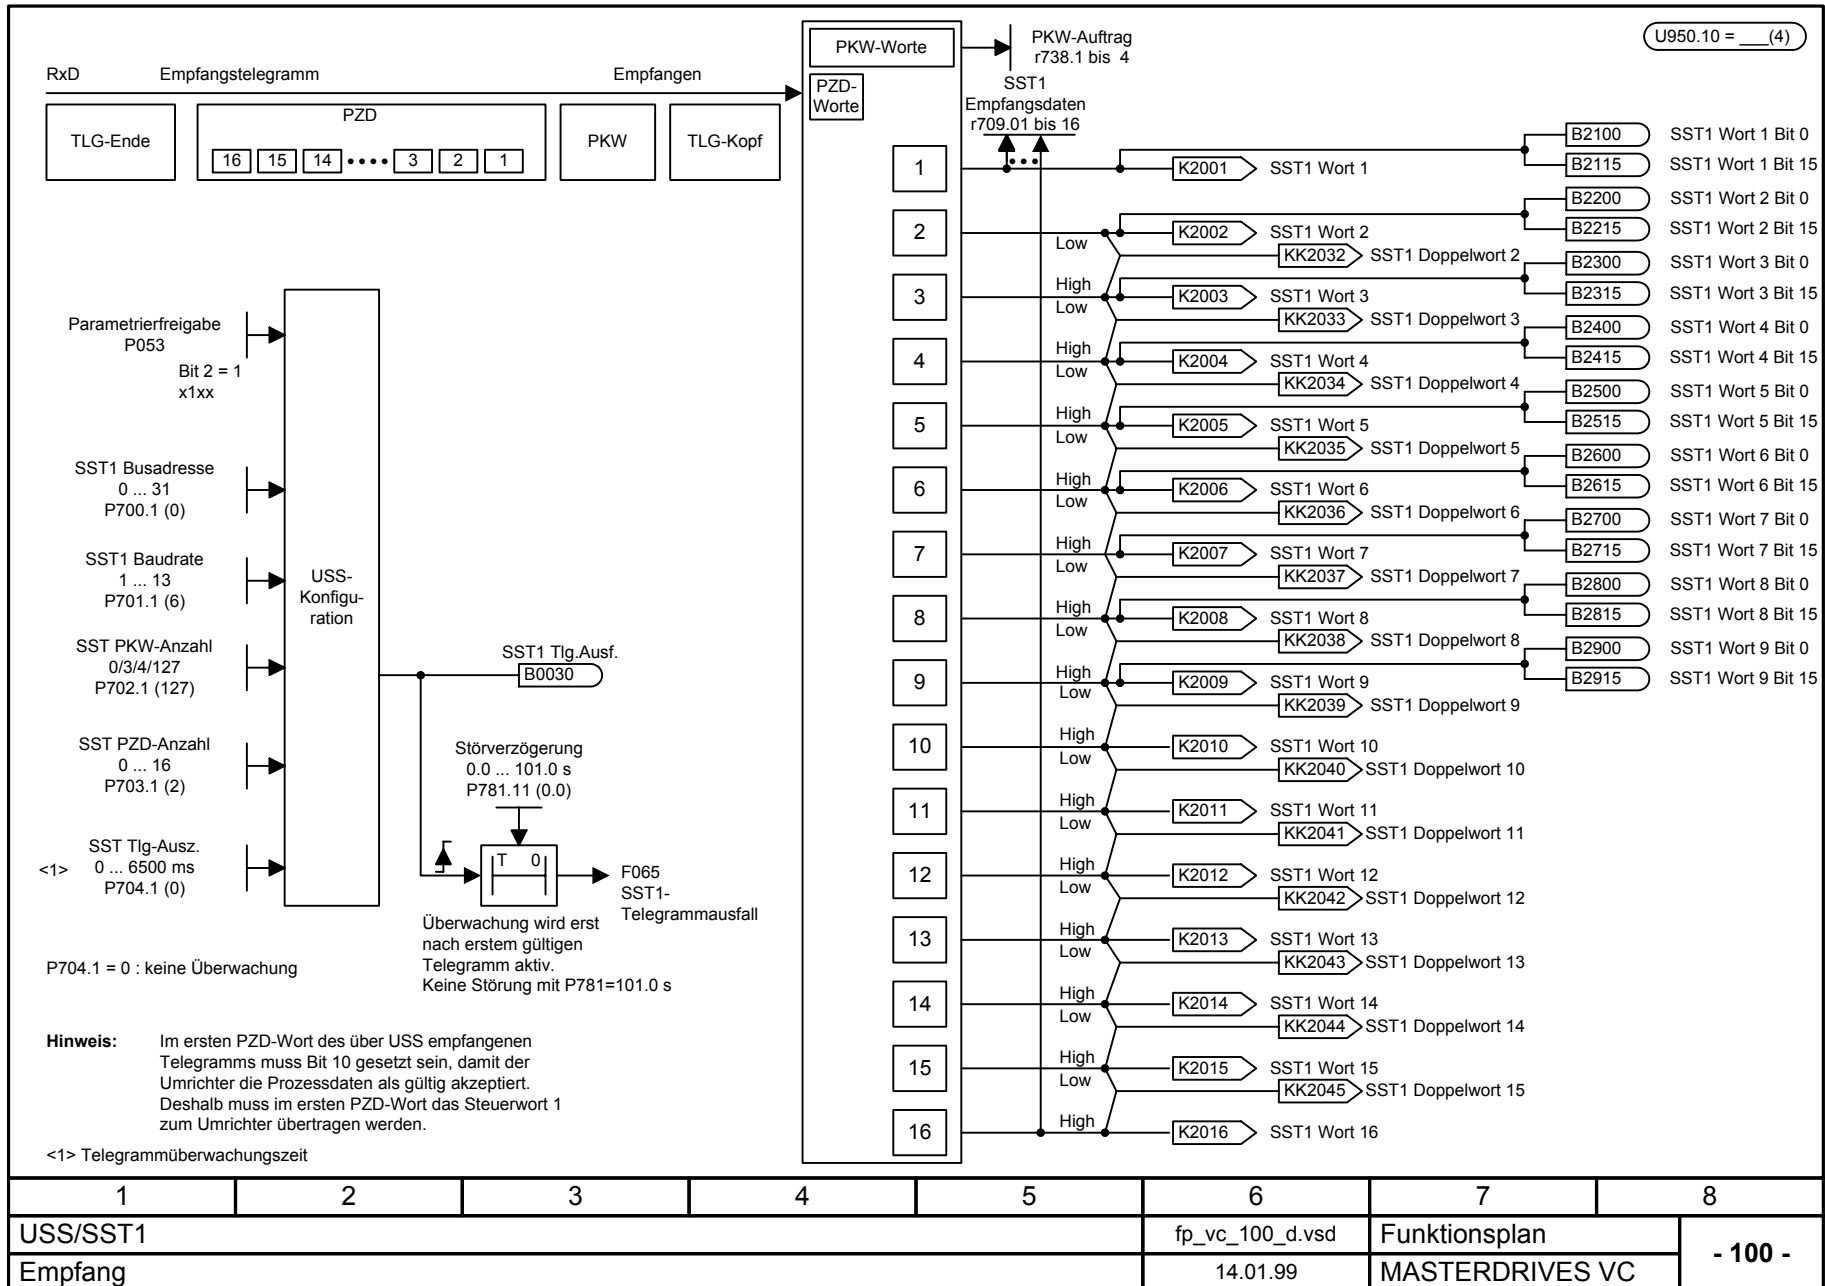 U950.10 = ___(4)
RxD Empfangstelegramm Empfangen
TLG-Ende
PZD
16 15 14 3 2 1
PKW
TLG-Kopf
PKW-Worte
PZD-
Worte
PKW-Auftrag
r738.1 bis 4
SST1
Empfangsdaten
r709.01 bis 16
Parametrierfreigabe
P053
Bit 2 = 1
x1xx
SST1 Busadresse
0 ... 31
P700.1 (0)
SST1 Baudrate
1 ... 13
P701.1 (6)
SST PKW-Anzahl
0/3/4/127
P702.1 (127)
SST PZD-Anzahl
0 ... 16
P703.1 (2)
SST Tlg-Ausz.
<1> 0 ... 6500 ms
P704.1 (0)
USS-
Konfigu-
ration
SST1 Tlg.Ausf.
B0030
Störverzögerung
0.0 ... 101.0 s
P781.11 (0.0)
T 0
F065
SST1-
Telegrammausfall
Überwachung wird erst
nach erstem gültigen
Telegramm aktiv.
Keine Störung mit P781=101.0 s
P704.1 = 0 : keine Überwachung
Hinweis: Im ersten PZD-Wort des über USS empfangenen
Telegramms muss Bit 10 gesetzt sein, damit der
Umrichter die Prozessdaten als gültig akzeptiert.
Deshalb muss im ersten PZD-Wort das Steuerwort 1
zum Umrichter übertragen werden.
<1> Telegrammüberwachungszeit
B2100 SST1 Wort 1 Bit 0
1 K2001 SST1 Wort 1 B2115 SST1 Wort 1 Bit 15
B2200 SST1 Wort 2 Bit 0
2 Low K2002 SST1 Wort 2 B2215 SST1 Wort 2 Bit 15
KK2032 SST1 Doppelwort 2
B2300 SST1 Wort 3 Bit 0
3 High Low K2003 SST1 Wort 3 B2315 SST1 Wort 3 Bit 15
KK2033 SST1 Doppelwort 3
B2400 SST1 Wort 4 Bit 0
4 High Low K2004 SST1 Wort 4 B2415 SST1 Wort 4 Bit 15
KK2034 SST1 Doppelwort 4
B2500 SST1 Wort 5 Bit 0
5 High Low K2005 SST1 Wort 5 B2515 SST1 Wort 5 Bit 15
KK2035 SST1 Doppelwort 5
B2600 SST1 Wort 6 Bit 0
6 High Low K2006 SST1 Wort 6 B2615 SST1 Wort 6 Bit 15
KK2036 SST1 Doppelwort 6
B2700 SST1 Wort 7 Bit 0
7 High Low K2007 SST1 Wort 7 B2715 SST1 Wort 7 Bit 15
KK2037 SST1 Doppelwort 7
B2800 SST1 Wort 8 Bit 0
8 High Low K2008 SST1 Wort 8 B2815 SST1 Wort 8 Bit 15
KK2038 SST1 Doppelwort 8
B2900 SST1 Wort 9 Bit 0
9 High Low K2009 SST1 Wort 9 B2915 SST1 Wort 9 Bit 15
KK2039 SST1 Doppelwort 9
10 High Low K2010 SST1 Wort 10
KK2040 SST1 Doppelwort 10
11 High Low K2011 SST1 Wort 11
KK2041 SST1 Doppelwort 11
12 High Low K2012 SST1 Wort 12
KK2042 SST1 Doppelwort 12
13 High Low K2013 SST1 Wort 13
KK2043 SST1 Doppelwort 13
14 High Low K2014 SST1 Wort 14
KK2044 SST1 Doppelwort 14
15 High Low K2015 SST1 Wort 15
KK2045 SST1 Doppelwort 15
16 High K2016 SST1 Wort 16
1 2 3 4 5 6 7 8
USS/SST1 fp_vc_100_d.vsd Funktionsplan
- 100 -
Empfang 14.01.99 MASTERDRIVES VC